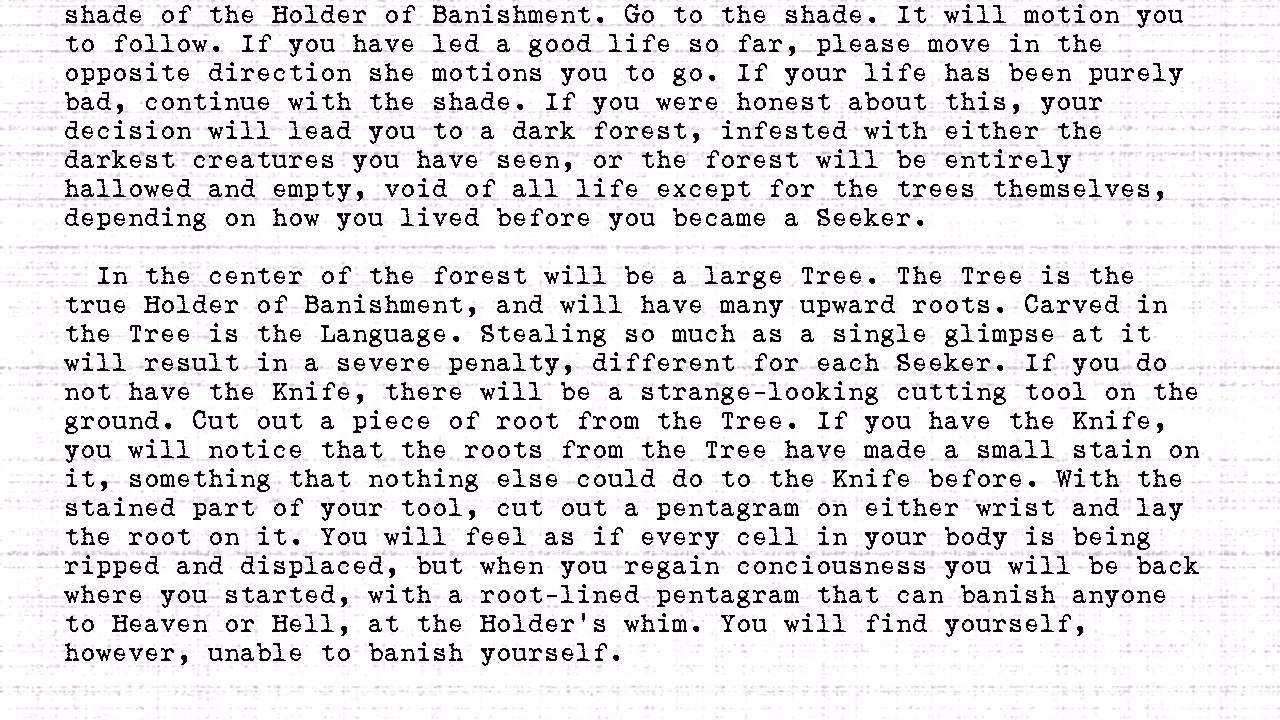 shade of the Holder of Banishment. Go to the shade. It will motion you
to follow. If you have led a good life so far, please move in the
opposite direction she motions you to go. If your life has been purely
bad, continue with the shade. If you were honest about this, your
decision will lead you to a dark forest, infested with either the
darkest creatures you have seen, or the forest will be entirely
hallowed and empty, void of all life except for the trees themselves,
depending on how you lived before you became a Seeker.
In the center of the forest will be a large Tree. The Tree is the
true Holder of Banishment, and will have many upward roots. Carved in
the Tree is the Language. Stealing so much as a single glimpse at it
will result in a severe penalty, different for each Seeker. If you do
not have the Knife, there will be a strange-looking cutting tool on the
ground. Cut out a piece of root from the Tree. If you have the Knife,
you will notice that the roots from the Tree have made a small stain on
it, something that nothing else could do to the Knife before. With the
stained part of your tool, cut out a pentagram on either wrist and lay
the root on it. You will feel as if every cell in your body is being
ripped and displaced, but when you regain conciousness you will be back
where you started, with a root-lined pentagram that can banish anyone
to Heaven or Hell, at the Holder's whim. You will find yourself,
however, unable to banish yourself.